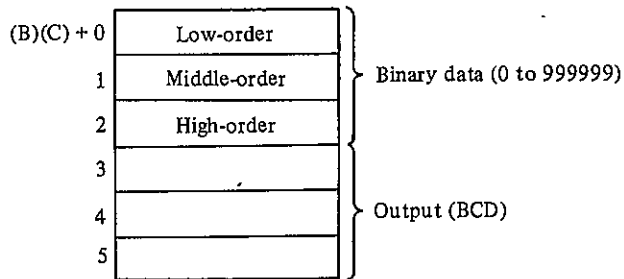 (B)(C) + 0 Low-order
1 Middle-order Binary data (0 to 999999)
2 High-order
3
4 Output (BCD)
5